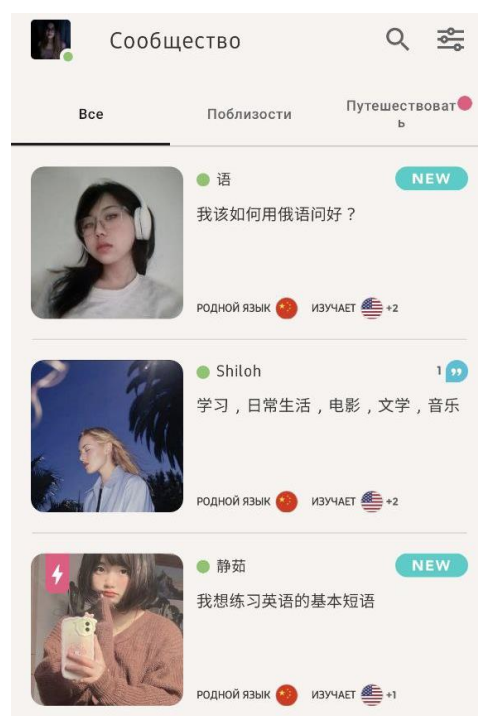 Сообщество
Все
Поблизости
Путешествоват
ь
语
NEW
我该如何用俄语问好？
РОДНОЙ ЯЗЫК
ИЗУЧАЕТ
+2
Shiloh
1
学习，日常生活，电影，文学，音乐
РОДНОЙ ЯЗЫК
ИЗУЧАЕТ
+2
静茹
NEW
我想练习英语的基本短语
РОДНОЙ ЯЗЫК
ИЗУЧАЕТ
+1